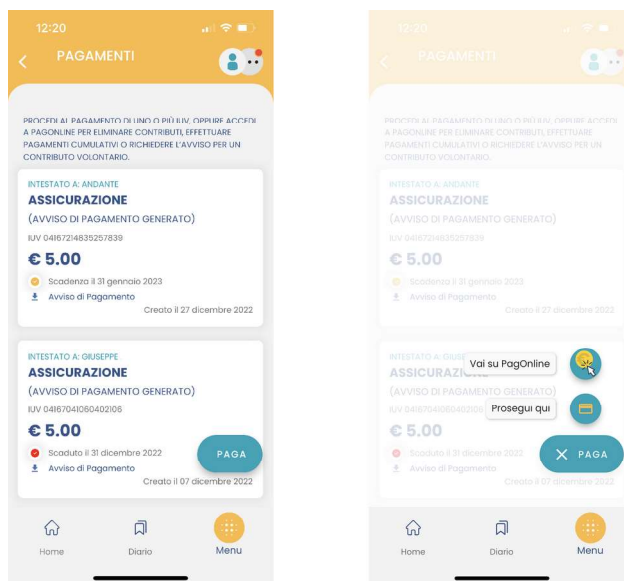 12:20
PAGAMENTI
PROCEDI AL PAGAMENTO DI UNO O PIÙ IUV, OPPURE ACCEDI
A PAGONLINE PER ELIMINARE CONTRIBUTI, EFFETTUARE
PAGAMENTI CUMULATIVI O RICHIEDERE L'AVVISO PER UN
CONTRIBUTO VOLONTARIO.
INTESTATO A: ANDANTE
ASSICURAZIONE
(AVVISO DI PAGAMENTO GENERATO)
IUV 04167214835257839
€ 5.00
Scadenza il 31 gennaio 2023
Avviso di Pagamento
Creato il 27 dicembre 2022
INTESTATO A: GIUSEPPE
ASSICURAZIONE
(AVVISO DI PAGAMENTO GENERATO)
IUV 04167041060402106
€ 5.00
Scaduto il 31 dicembre 2022
Avviso di Pagamento
PAGA
Creato il 07 dicembre 2022
Home
Diario
Menu
12:20
PAGAMENTI
PROCEDI AL PAGAMENTO DI UNO O PIÙ IUV, OPPURE ACCEDI
A PAGONLINE PER ELIMINARE CONTRIBUTI, EFFETTUARE
PAGAMENTI CUMULATIVI O RICHIEDERE L'AVVISO PER UN
CONTRIBUTO VOLONTARIO.
INTESTATO A: ANDANTE
ASSICURAZIONE
(AVVISO DI PAGAMENTO GENERATO)
IUV 04167214835257839
€ 5.00
Scadenza il 31 gennaio 2023
Avviso di Pagamento
Creato il 27 dicembre 2022
INTESTATO A:
Vai su PagOnline
(AVVISO DI PAGAMENTO GENERATO)
IUV 04167041060402106
Prosegui qui
€ 5.00
Scaduto il 31 dicembre 2022
Avviso di Pagamento
PAGA
Creato il 07 dicembre 2022
Home
Diario
Menu